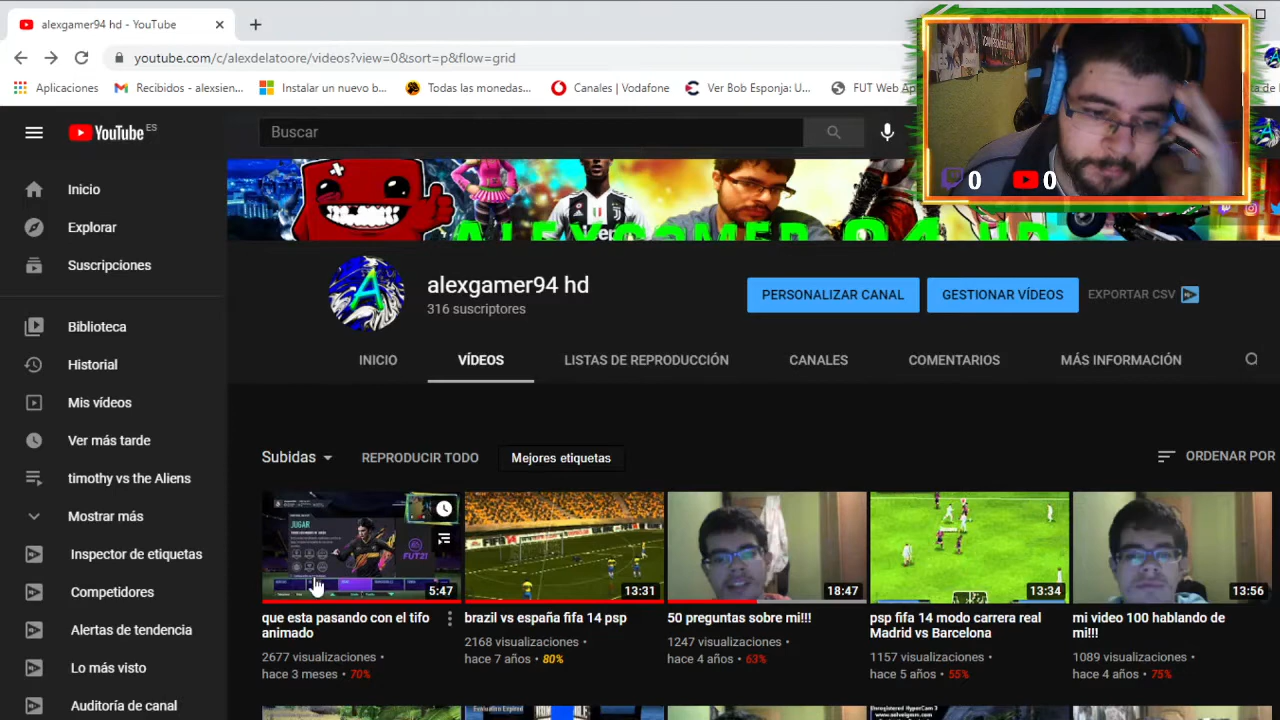 alexgamer94 hd - YouTube
youtube.com/c/alexdelatoore/videos?view=0&sort=p&flow=grid
Aplicaciones
Recibidos - alexsien...
Instalar un nuevo b...
Todas las monedas...
Canales | Vodafone
Ver Bob Esponja: U...
FUT Web Ap
YouTube ES
Buscar
0
0
Inicio
Explorar
Suscripciones
Biblioteca
Historial
Mis vídeos
Ver más tarde
timothy vs the Aliens
Mostrar más
Inspector de etiquetas
Competidores
Alertas de tendencia
Lo más visto
Auditoría de canal
ALEXGAMER 94 HD
Jeep
alexgamer94 hd
316 suscriptores
PERSONALIZAR CANAL
GESTIONAR VÍDEOS
EXPORTAR CSV
INICIO
VÍDEOS
LISTAS DE REPRODUCCIÓN
CANALES
COMENTARIOS
MÁS INFORMACIÓN
Subidas
REPRODUCIR TODO
Mejores etiquetas
ORDENAR POR
JUGAR
FUT21
5:47
13:31
18:47
13:34
13:56
que esta pasando con el tifo
animado
2677 visualizaciones •
hace 3 meses • 70%
brazil vs españa fifa 14 psp
2168 visualizaciones •
hace 7 años • 80%
50 preguntas sobre mi!!!
1247 visualizaciones •
hace 4 años • 63%
psp fifa 14 modo carrera real
Madrid vs Barcelona
1157 visualizaciones •
hace 5 años • 55%
mi video 100 hablando de
mi!!!
1089 visualizaciones •
hace 4 años • 75%